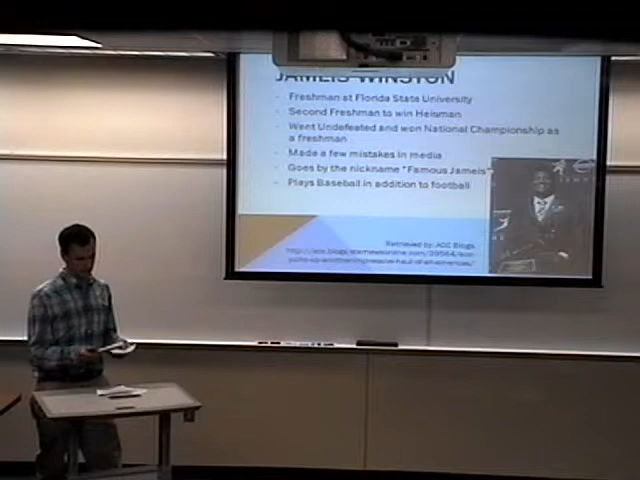 JAMEIS WINSTON
- Freshman at Florida State University
- Second Freshman to win Heisman
- Went Undefeated and won National Championship as
a freshman
- Made a few mistakes in media
- Goes by the nickname "Famous Jameis"
- Plays Baseball in addition to football
Retrieved by: ACC Blogs